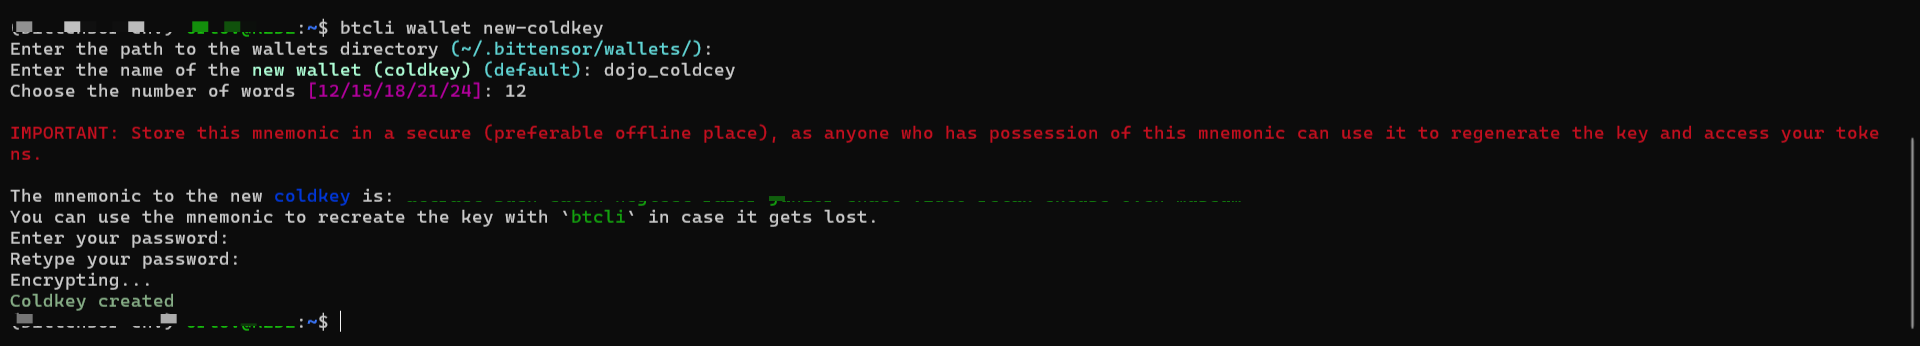 :~$ btcli wallet new-coldkey
Enter the path to the wallets directory (~/.bittensor/wallets/):
Enter the name of the new wallet (coldkey) (default): dojo_coldcey
Choose the number of words [12/15/18/21/24]: 12
IMPORTANT: Store this mnemonic in a secure (preferable offline place), as anyone who has possession of this mnemonic can use it to regenerate the key and access your toke
ns.
The mnemonic to the new coldkey is:
You can use the mnemonic to recreate the key with `btcli` in case it gets lost.
Enter your password:
Retype your password:
Encrypting...
Coldkey created
:~$